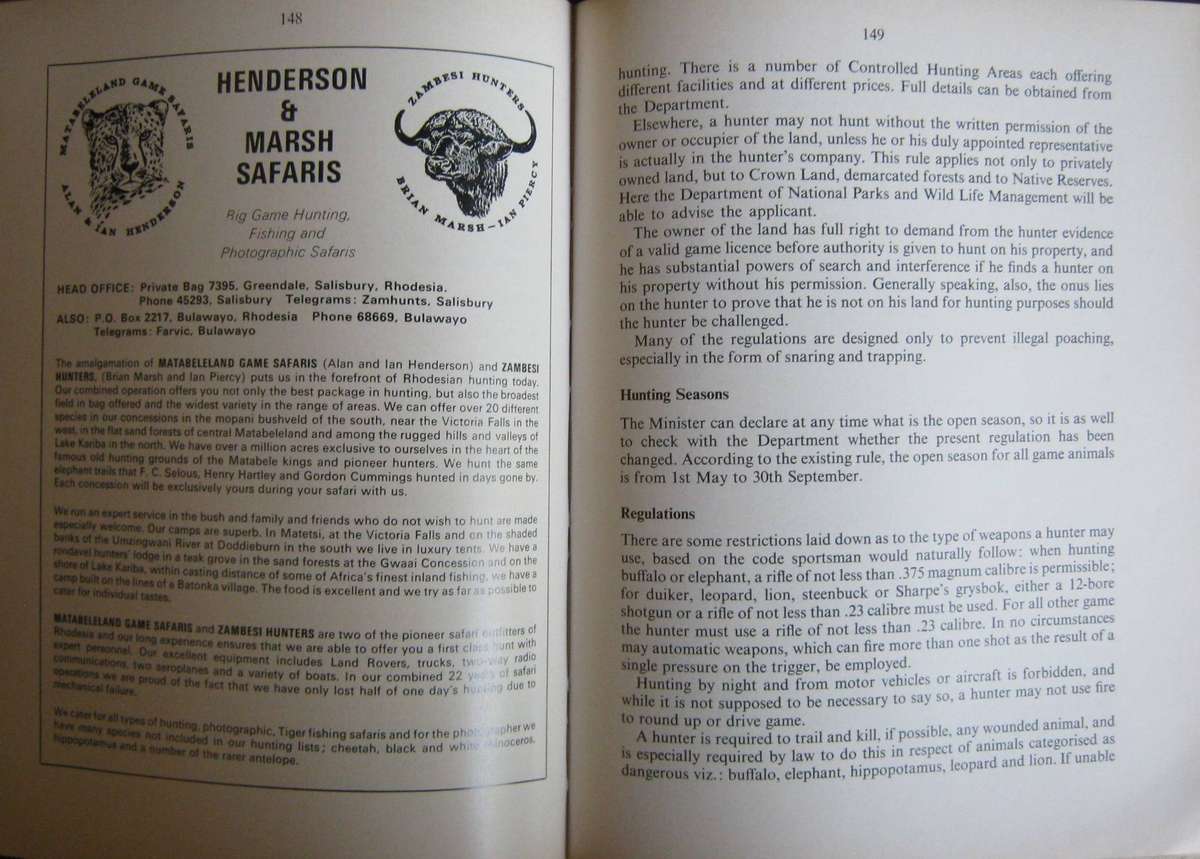 148
MATABELELAND GAME SAFARIS
ALAN & IAN HENDERSON
HENDERSON
&
MARSH
SAFARIS
ZAMBESI HUNTERS
BRIAN MARSH – IAN PIERCY
Big Game Hunting,
Fishing and
Photographic Safaris
HEAD OFFICE: Private Bag 7395, Greendale, Salisbury, Rhodesia.
Phone 45293, Salisbury Telegrams: Zamhunts, Salisbury
ALSO: P.O. Box 2217, Bulawayo, Rhodesia Phone 68669, Bulawayo
Telegrams: Farvic, Bulawayo
The amalgamation of MATABELELAND GAME SAFARIS (Alan and Ian Henderson) and ZAMBESI
HUNTERS, (Brian Marsh and Ian Piercy) puts us in the forefront of Rhodesian hunting today.
Our combined operation offers you not only the best package in hunting, but also the broadest
field in bag offered and the widest variety in the range of areas. We can offer over 20 different
species in our concessions in the mopani bushveld of the south, near the Victoria Falls in the
west, in the flat sand forests of central Matabeleland and among the rugged hills and valleys of
Lake Kariba in the north. We have over a million acres exclusive to ourselves in the heart of the
famous old hunting grounds of the Matabele kings and pioneer hunters. We hunt the same
elephant trails that F. C. Selous, Henry Hartley and Gordon Cummings hunted in days gone by.
Each concession will be exclusively yours during your safari with us.
We run an expert service in the bush and family and friends who do not wish to hunt are made
especially welcome. Our camps are superb. In Matetsi, at the Victoria Falls and on the shaded
banks of the Umzingwani River at Doddieburn in the south we live in luxury tents. We have a
rondavel hunters' lodge in a teak grove in the sand forests at the Gwaai Concession and on the
shore of Lake Kariba, within casting distance of some of Africa's finest inland fishing, we have a
camp built on the lines of a Batonka village. The food is excellent and we try as far as possible to
cater for individual tastes.
MATABELELAND GAME SAFARIS and ZAMBESI HUNTERS are two of the pioneer safari outfitters of
Rhodesia and our long experience ensures that we are able to offer you a first class hunt with
expert personnel. Our excellent equipment includes Land Rovers, trucks, two-way radio
communications, two aeroplanes and a variety of boats. In our combined 22 years of safari
operations we are proud of the fact that we have only lost half of one day's hunting due to
mechanical failure.
We cater for all types of hunting, photographic, Tiger fishing safaris and for the photographer we
have many species not included in our hunting lists; cheetah, black and white rhinoceros,
hippopotamus and a number of the rarer antelope.
149
hunting. There is a number of Controlled Hunting Areas each offering
different facilities and at different prices. Full details can be obtained from
the Department.
Elsewhere, a hunter may not hunt without the written permission of the
owner or occupier of the land, unless he or his duly appointed representative
is actually in the hunter's company. This rule applies not only to privately
owned land, but to Crown Land, demarcated forests and to Native Reserves.
Here the Department of National Parks and Wild Life Management will be
able to advise the applicant.
The owner of the land has full right to demand from the hunter evidence
of a valid game licence before authority is given to hunt on his property, and
he has substantial powers of search and interference if he finds a hunter on
his property without his permission. Generally speaking, also, the onus lies
on the hunter to prove that he is not on his land for hunting purposes should
the hunter be challenged.
Many of the regulations are designed only to prevent illegal poaching,
especially in the form of snaring and trapping.
Hunting Seasons
The Minister can declare at any time what is the open season, so it is as well
to check with the Department whether the present regulation has been
changed. According to the existing rule, the open season for all game animals
is from 1st May to 30th September.
Regulations
There are some restrictions laid down as to the type of weapons a hunter may
use, based on the code sportsman would naturally follow: when hunting
buffalo or elephant, a rifle of not less than .375 magnum calibre is permissible;
for duiker, leopard, lion, steenbuck or Sharpe's grysbok, either a 12-bore
shotgun or a rifle of not less than .23 calibre must be used. For all other game
the hunter must use a rifle of not less than .23 calibre. In no circumstances
may automatic weapons, which can fire more than one shot as the result of a
single pressure on the trigger, be employed.
Hunting by night and from motor vehicles or aircraft is forbidden, and
while it is not supposed to be necessary to say so, a hunter may not use fire
to round up or drive game.
A hunter is required to trail and kill, if possible, any wounded animal, and
is especially required by law to do this in respect of animals categorised as
dangerous viz.: buffalo, elephant, hippopotamus, leopard and lion. If unable